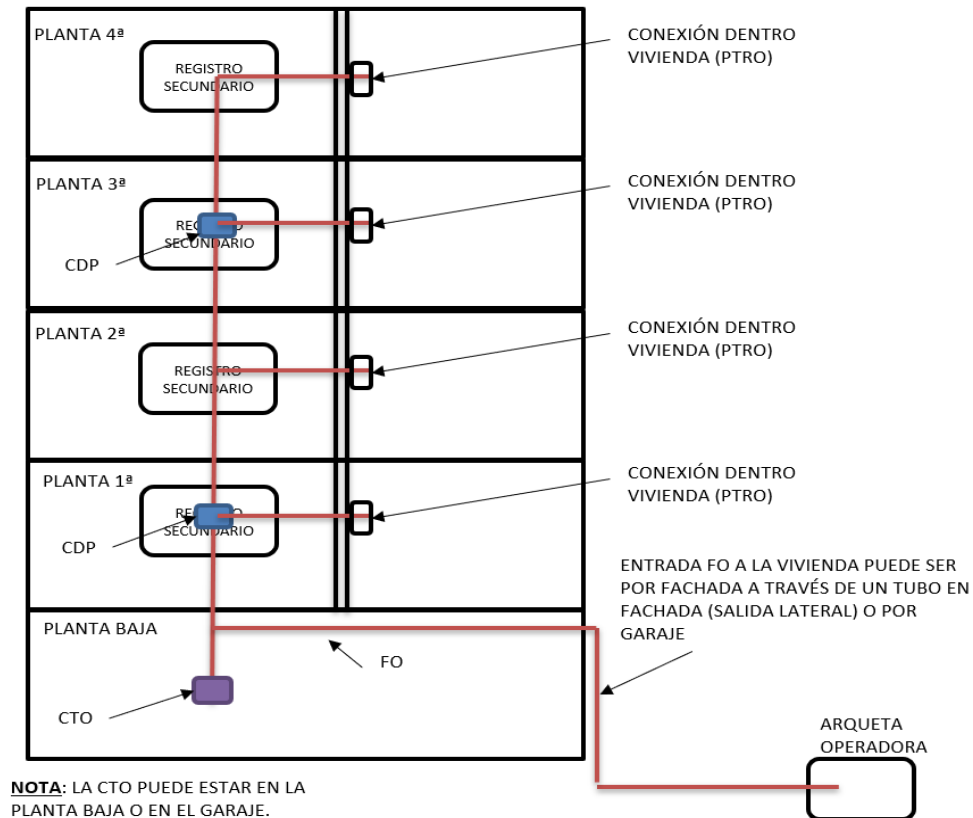 PLANTA 4ª
REGISTRO
SECUNDARIO
CONEXIÓN DENTRO
VIVIENDA (PTRO)
PLANTA 3ª
REGISTRO
SECUNDARIO
CDP
CONEXIÓN DENTRO
VIVIENDA (PTRO)
PLANTA 2ª
REGISTRO
SECUNDARIO
CONEXIÓN DENTRO
VIVIENDA (PTRO)
PLANTA 1ª
REGISTRO
SECUNDARIO
CDP
CONEXIÓN DENTRO
VIVIENDA (PTRO)
ENTRADA FO A LA VIVIENDA PUEDE SER
POR FACHADA A TRAVÉS DE UN TUBO EN
FACHADA (SALIDA LATERAL) O POR
GARAJE
PLANTA BAJA
FO
CTO
ARQUETA
OPERADORA
NOTA: LA CTO PUEDE ESTAR EN LA
PLANTA BAJA O EN EL GARAJE.